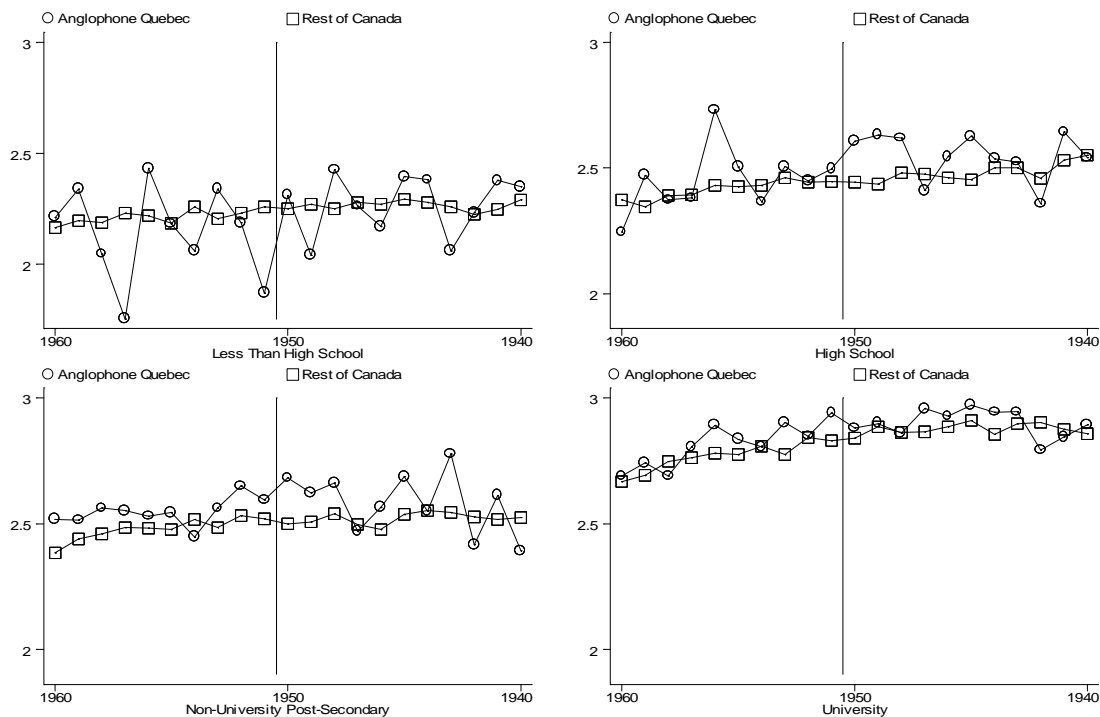 Anglophone Quebec Rest of Canada
3
2.5
2
1960 1950 1940
Less Than High School
Anglophone Quebec Rest of Canada
3
2.5
2
1960 1950 1940
High School
Anglophone Quebec Rest of Canada
3
2.5
2
1960 1950 1940
Non-University Post-Secondary
Anglophone Quebec Rest of Canada
3
2.5
2
1960 1950 1940
University